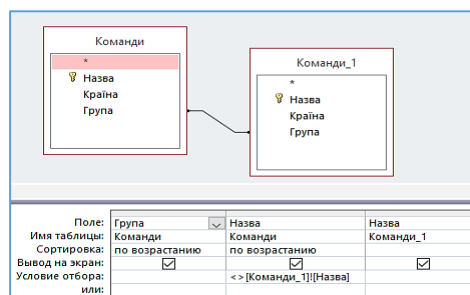 Команди
*
Назва
Країна
Група
Команди_1
*
Назва
Країна
Група
Поле: Група Назва Назва
Имя таблицы: Команди Команди Команди_1
Сортировка: по возрастанию по возрастанию
Вывод на экран:
Условие отбора: <>[Команди_1]![Назва]
или: